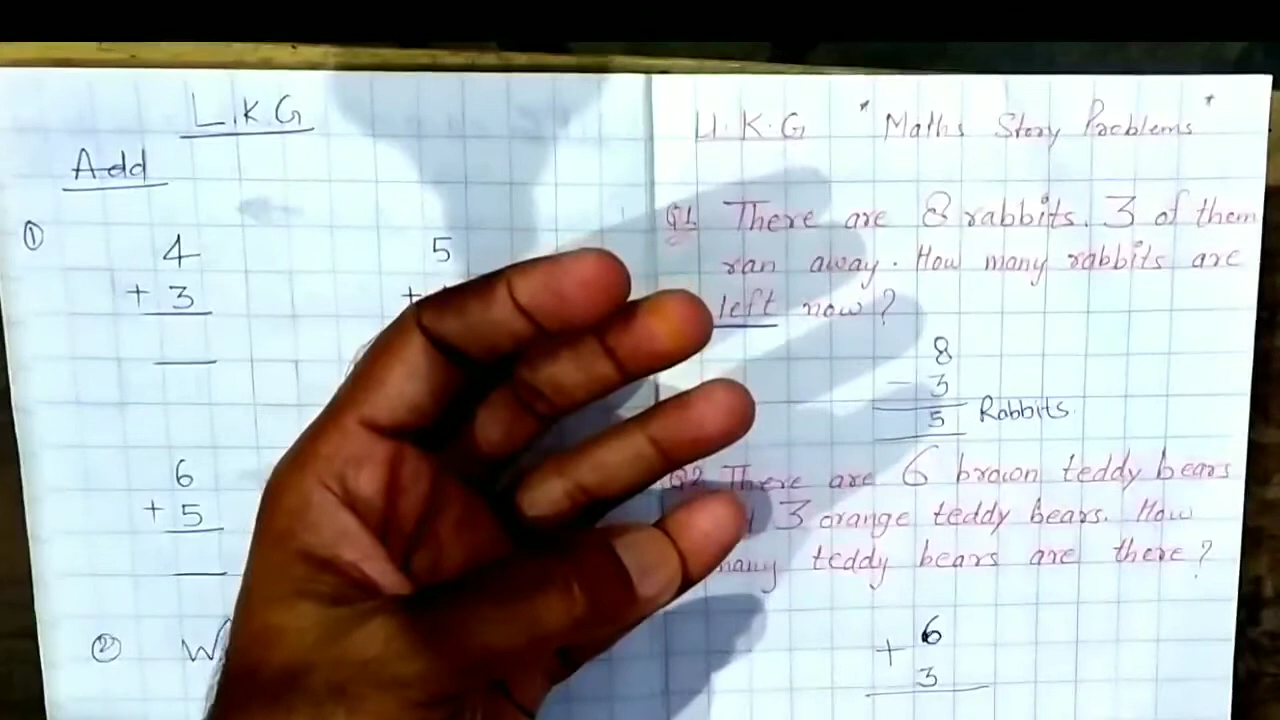 L.K.G
Add
①
4
+ 3
5
+
6
+ 5
②
U.K.G "Maths Story Problems"
Q1 There are 8 rabbits. 3 of them
ran away. How many rabbits are
left now?
8
- 3
5 Rabbits.
Q2 There are 6 brown teddy bears
3 orange teddy bears. How
many teddy bears are there?
+ 6
3